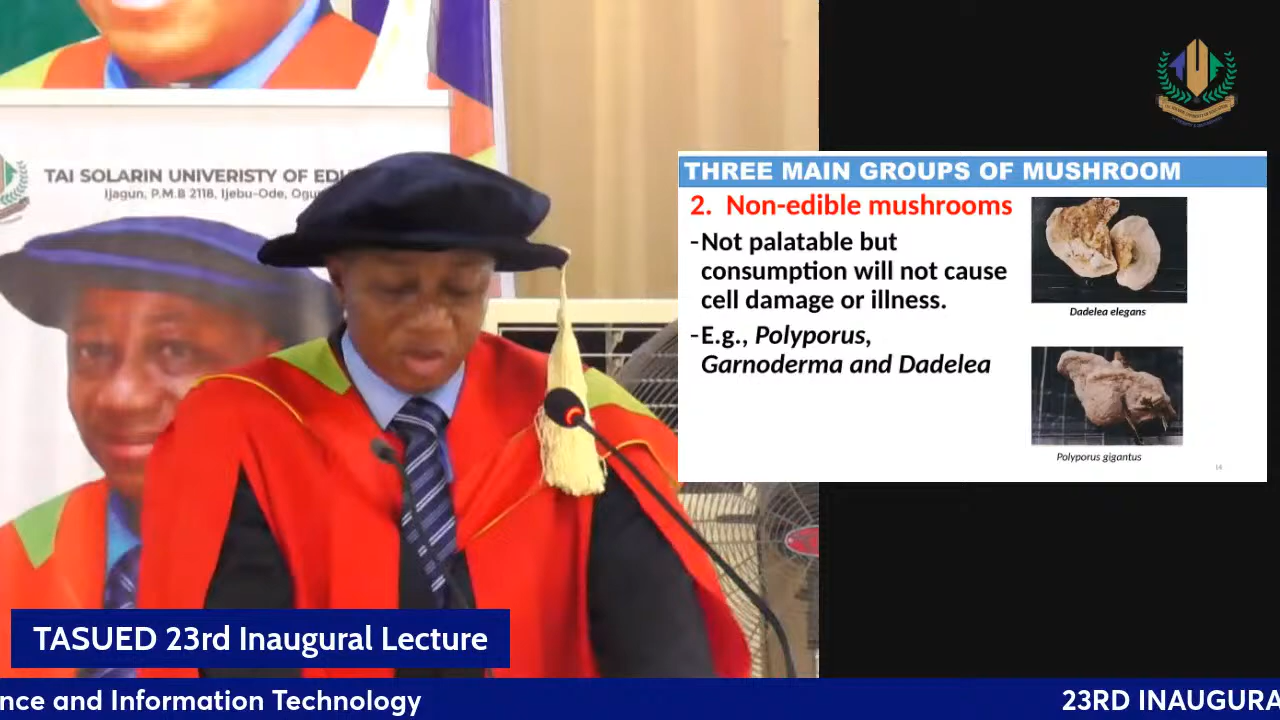 TAI SOLARIN UNIVERISTY OF EDU
Ijagun, P.M.B 2118, Ijebu-Ode, Ogu
THREE MAIN GROUPS OF MUSHROOM
2. Non-edible mushrooms
-Not palatable but
consumption will not cause
cell damage or illness.
-E.g., Polyporus,
Garnoderma and Dadelea
Dadelea elegans
Polyporus gigantus
14
TASUED 23rd Inaugural Lecture
nce and Information Technology
23RD INAUGURA